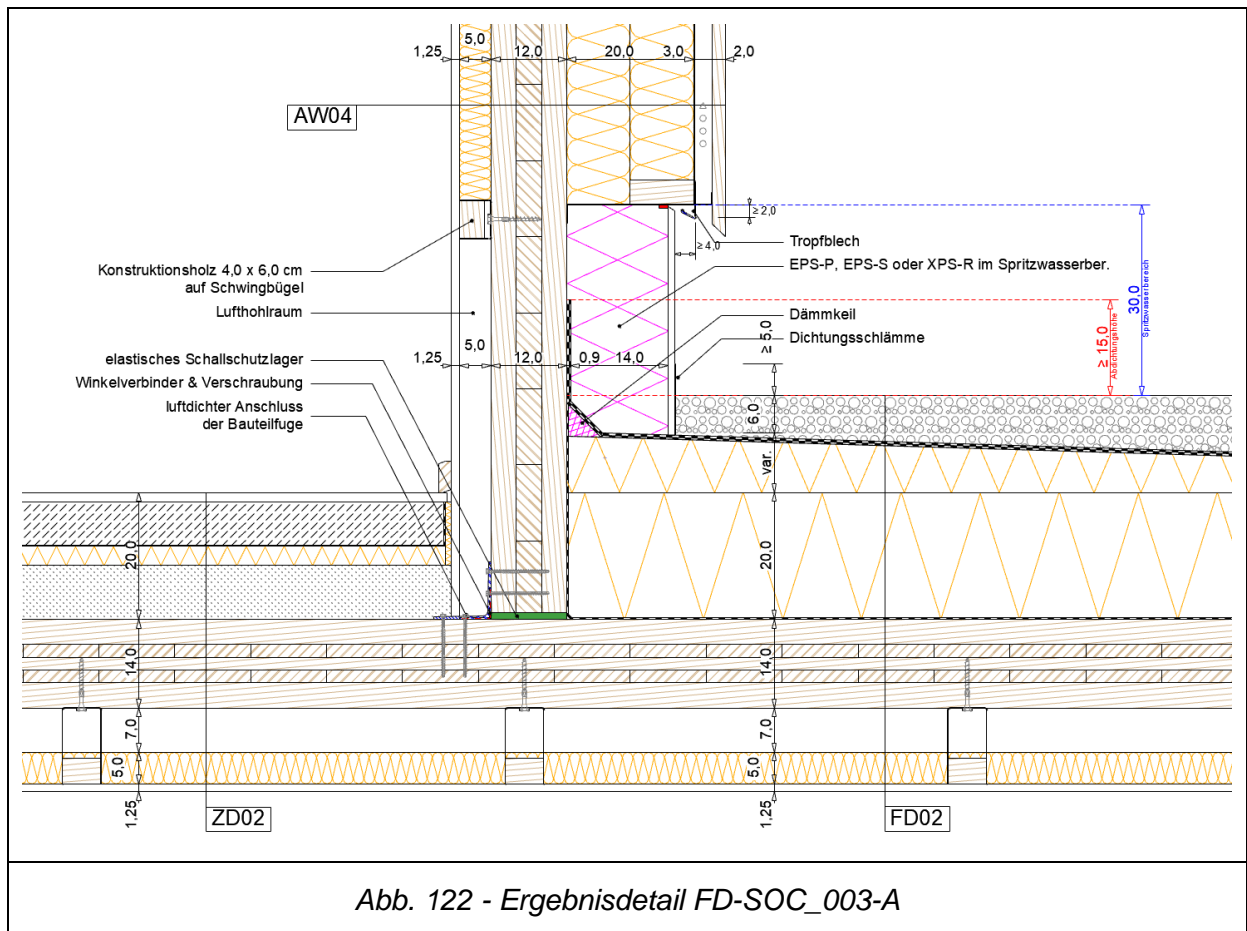 1,25
5,0
12,0
20,0
3,0
2,0
AW04
≥ 2,0
≥ 4,0
Tropfblech
EPS-P, EPS-S oder XPS-R im Spritzwasserber.
Konstruktionsholz 4,0 x 6,0 cm
auf Schwingbügel
Lufthohlraum
Dämmkeil
Dichtungsschlämme
30,0
Spritzwasserbereich
≥ 15,0
Abdichtungshöhe
≥ 5,0
elastisches Schallschutzlager
1,25
5,0
12,0
0,9
14,0
Winkelverbinder & Verschraubung
luftdichter Anschluss
der Bauteilfuge
6,0
var.
20,0
20,0
14,0
14,0
7,0
7,0
5,0
5,0
1,25
1,25
ZD02
FD02
Abb. 122 - Ergebnisdetail FD-SOC_003-A